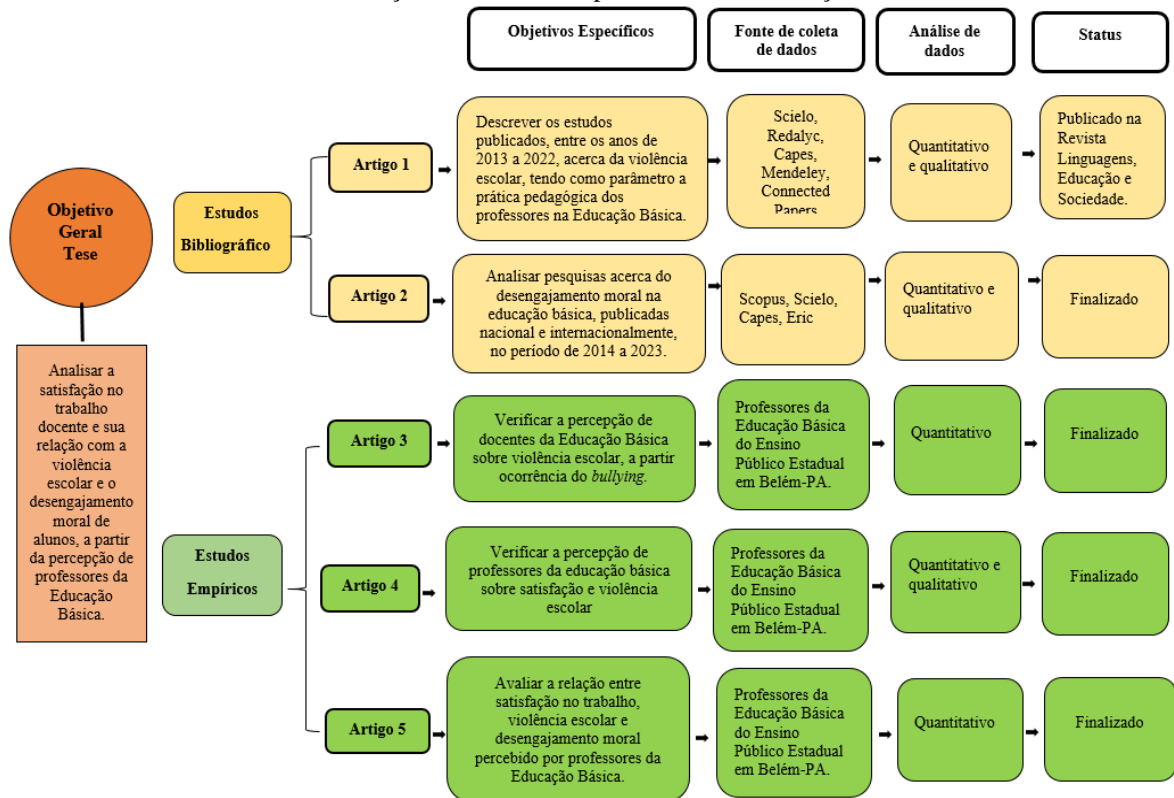 Objetivos Específicos
Fonte de coleta
de dados
Análise de
dados
Status
Objetivo
Geral
Tese
Analisar a
satisfação no
trabalho
docente e sua
relação com a
violência
escolar e o
desengajamento
moral de
alunos, a partir
da percepção de
professores da
Educação
Básica.
Estudos
Bibliográfico
Artigo 1
Descrever os estudos
publicados, entre os anos de
2013 a 2022, acerca da violência
escolar, tendo como parâmetro a
prática pedagógica dos
professores na Educação Básica.
Scielo,
Redalyc,
Capes,
Mendeley,
Connected
Papers
Quantitativo
e qualitativo
Publicado na
Revista
Linguagens,
Educação e
Sociedade.
Artigo 2
Analisar pesquisas acerca do
desengajamento moral na
educação básica, publicadas
nacional e internacionalmente,
no período de 2014 a 2023.
Scopus, Scielo,
Capes, Eric
Quantitativo e
qualitativo
Finalizado
Estudos
Empíricos
Artigo 3
Verificar a percepção de
docentes da Educação Básica
sobre violência escolar, a partir
ocorrência do bullying.
Professores da
Educação Básica
do Ensino
Público Estadual
em Belém-PA.
Quantitativo
Finalizado
Artigo 4
Verificar a percepção de
professores da educação básica
sobre satisfação e violência
escolar
Professores da
Educação Básica
do Ensino
Público Estadual
em Belém-PA.
Quantitativo e
qualitativo
Finalizado
Artigo 5
Avaliar a relação entre
satisfação no trabalho,
violência escolar e
desengajamento moral
percebido por professores da
Educação Básica.
Professores da
Educação Básica
do Ensino
Público Estadual
em Belém-PA.
Quantitativo
Finalizado